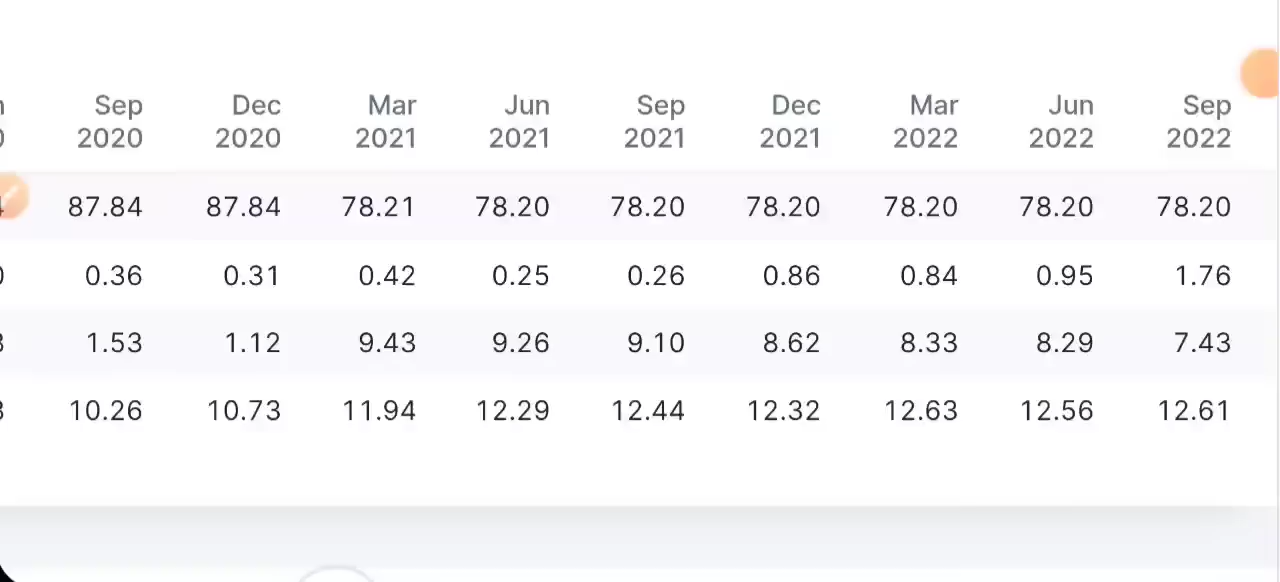 Sep Dec Mar Jun Sep Dec Mar Jun Sep
2020 2020 2021 2021 2021 2021 2022 2022 2022
87.84 87.84 78.21 78.20 78.20 78.20 78.20 78.20 78.20
0.36 0.31 0.42 0.25 0.26 0.86 0.84 0.95 1.76
1.53 1.12 9.43 9.26 9.10 8.62 8.33 8.29 7.43
10.26 10.73 11.94 12.29 12.44 12.32 12.63 12.56 12.61